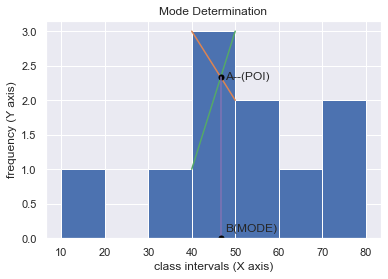 Mode Determination
frequency (Y axis)
3.0
2.5
2.0
1.5
1.0
0.5
0.0
A--(POI)
B(MODE)
10 20 30 40 50 60 70 80
class intervals (X axis)